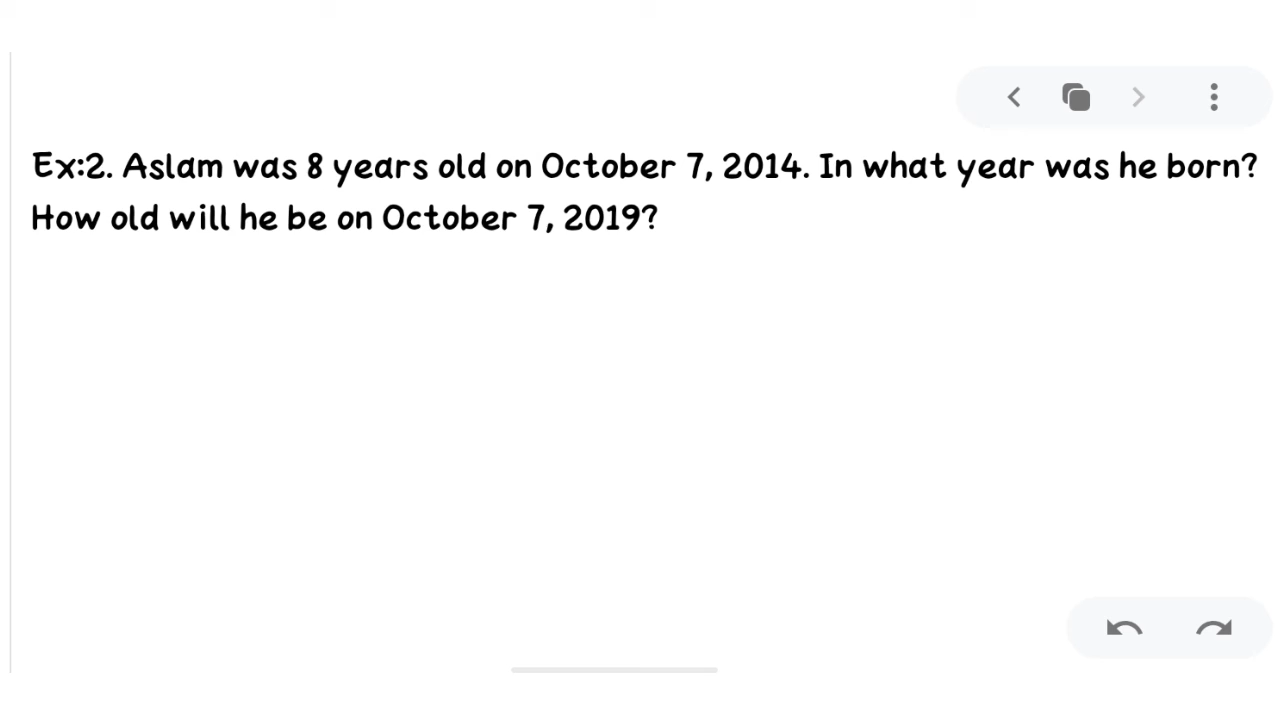 Ex:2. Aslam was 8 years old on October 7, 2014. In what year was he born?
How old will he be on October 7, 2019?